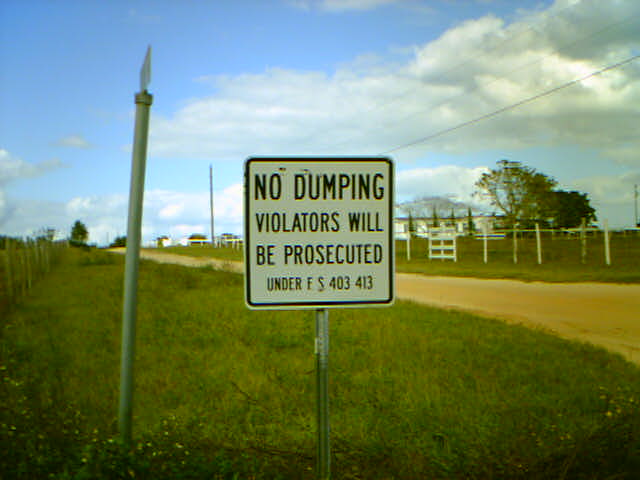 NO DUMPING
VIOLATORS WILL
BE PROSECUTED
UNDER F S 403 413